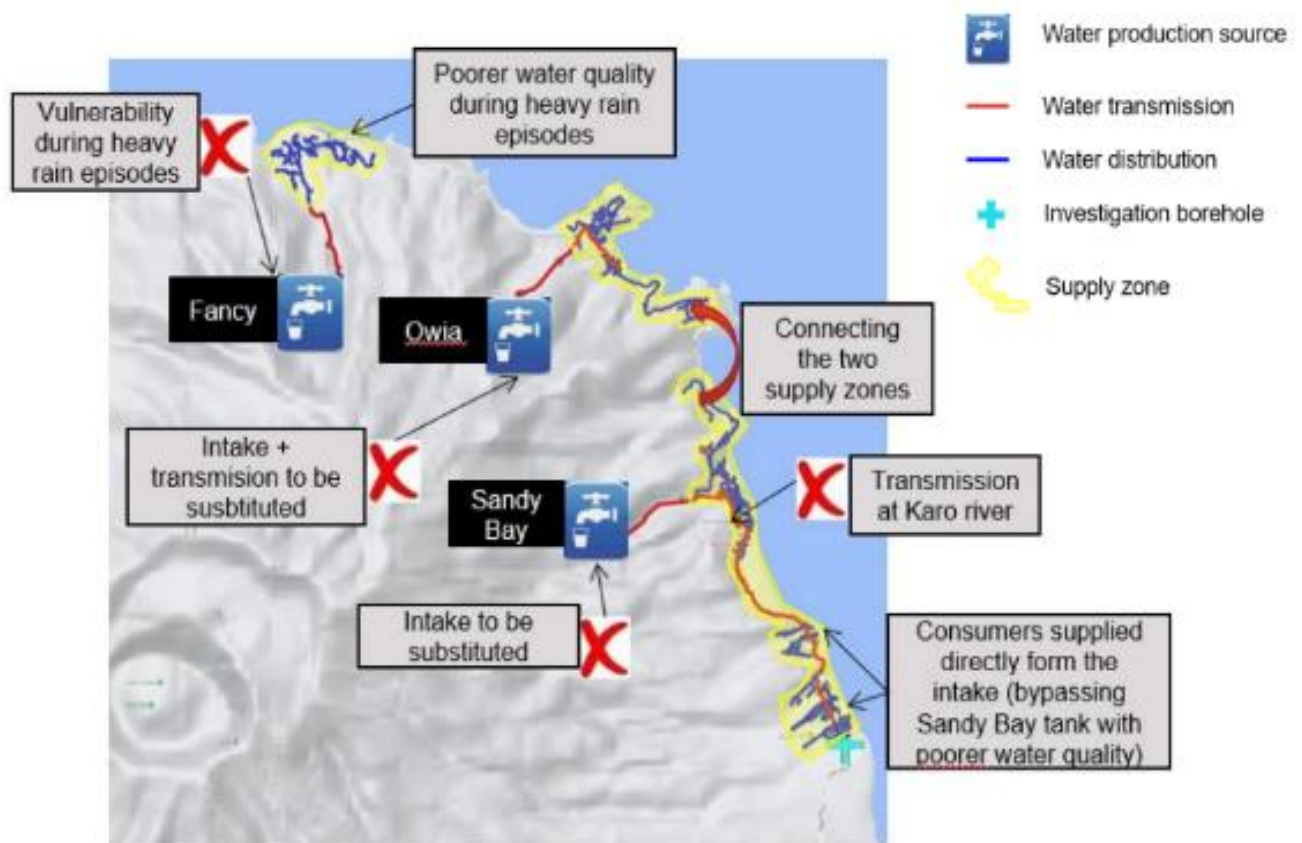 Water production source
Poorer water quality
during heavy rain
episodes
Vulnerability
during heavy
rain episodes
Water transmission
Water distribution
Investigation borehole
Supply zone
Fancy
Owia
Connecting
the two
supply zones
Intake +
transmision to be
susbtituted
Sandy
Bay
Transmission
at Karo river
Intake to be
substituted
Consumers supplied
directly form the
intake (bypassing
Sandy Bay tank with
poorer water quality)